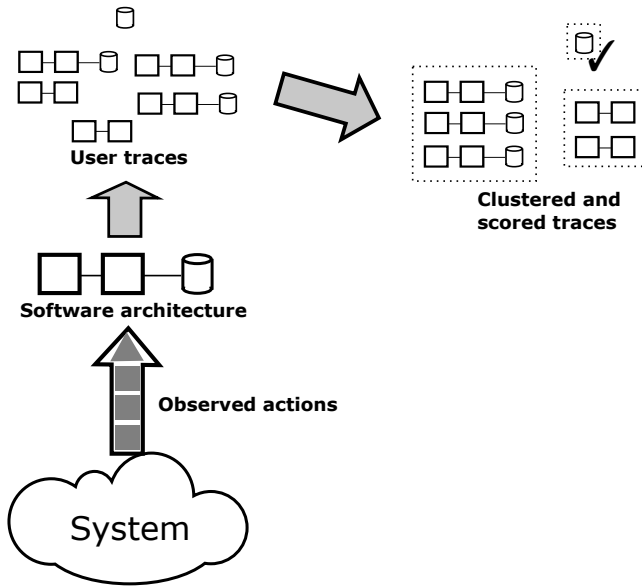 User traces
Clustered and
scored traces
Software architecture
Observed actions
System